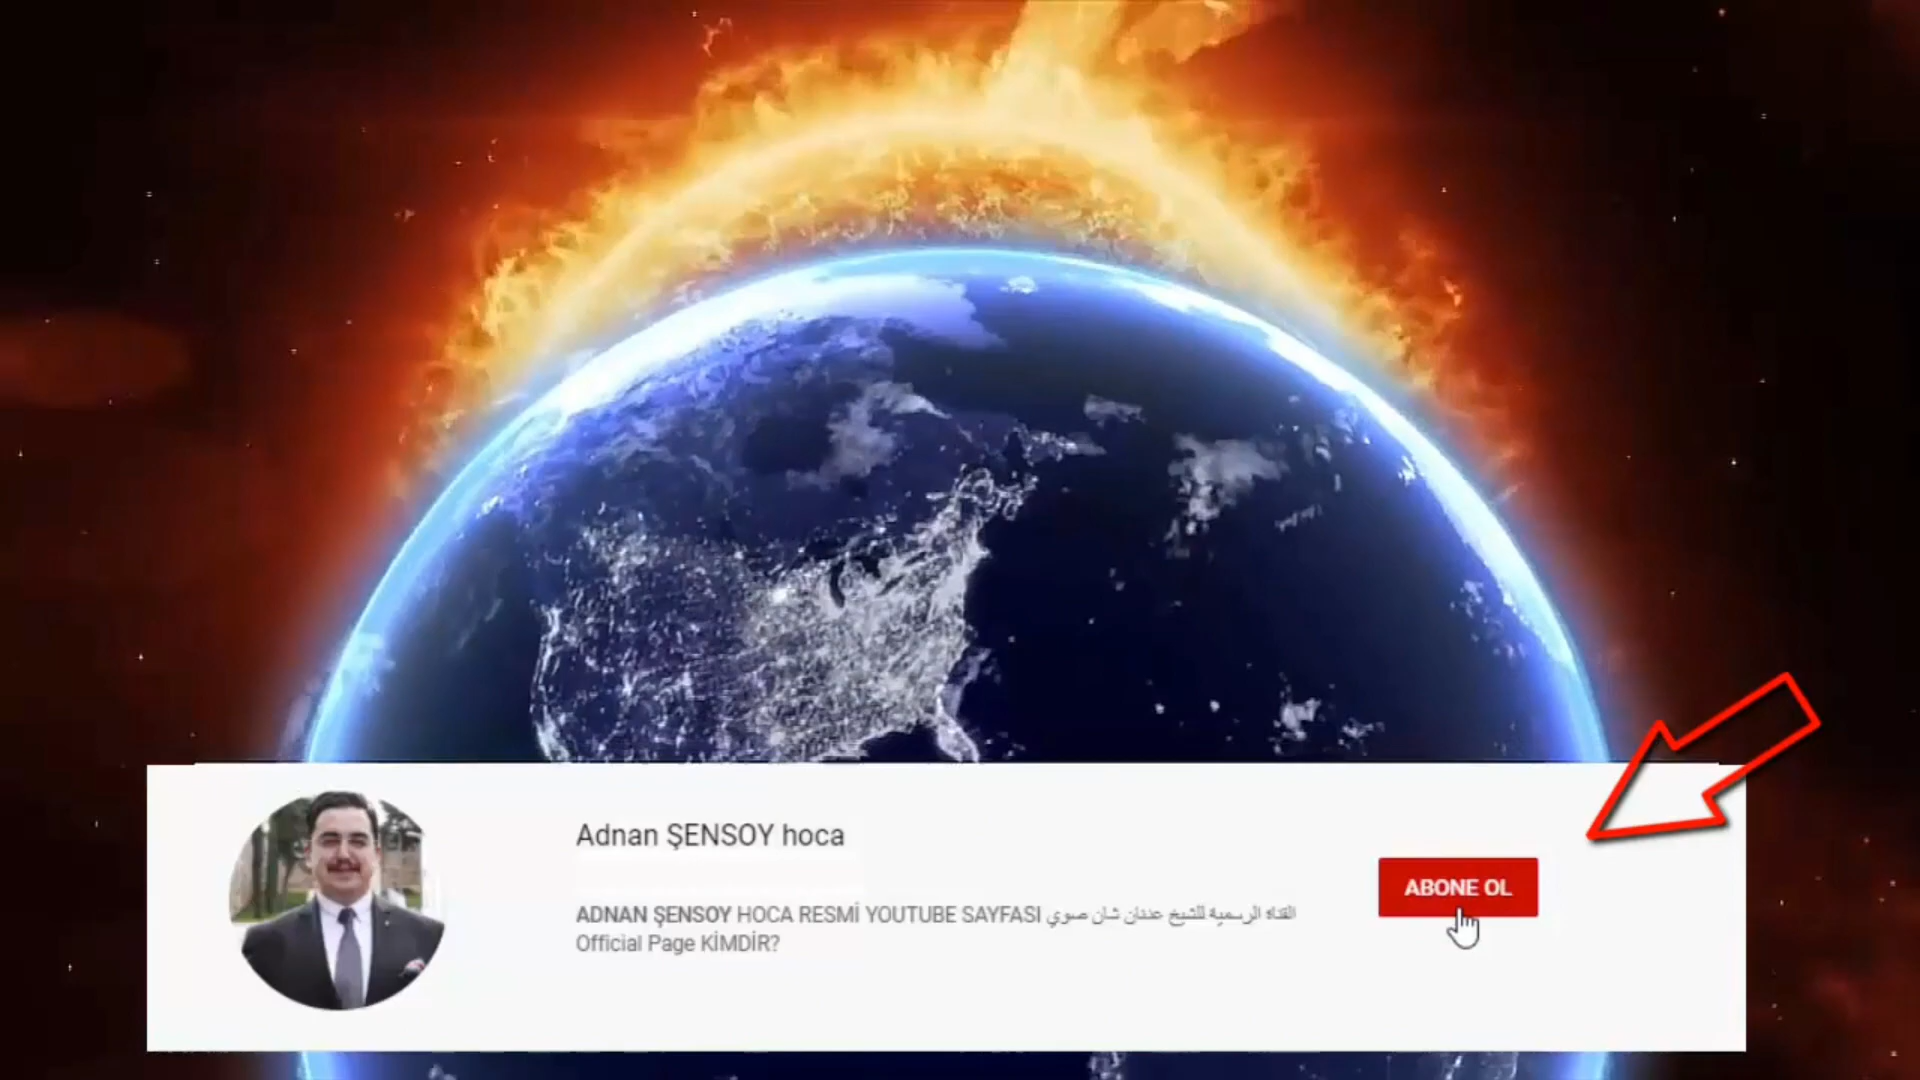 Adnan ŞENSOY hoca
ADNAN ŞENSOY HOCA RESMİ YOUTUBE SAYFASI القناة الرسمية للشيخ عدنان شان صوي
Official Page KİMDİR?
ABONE OL